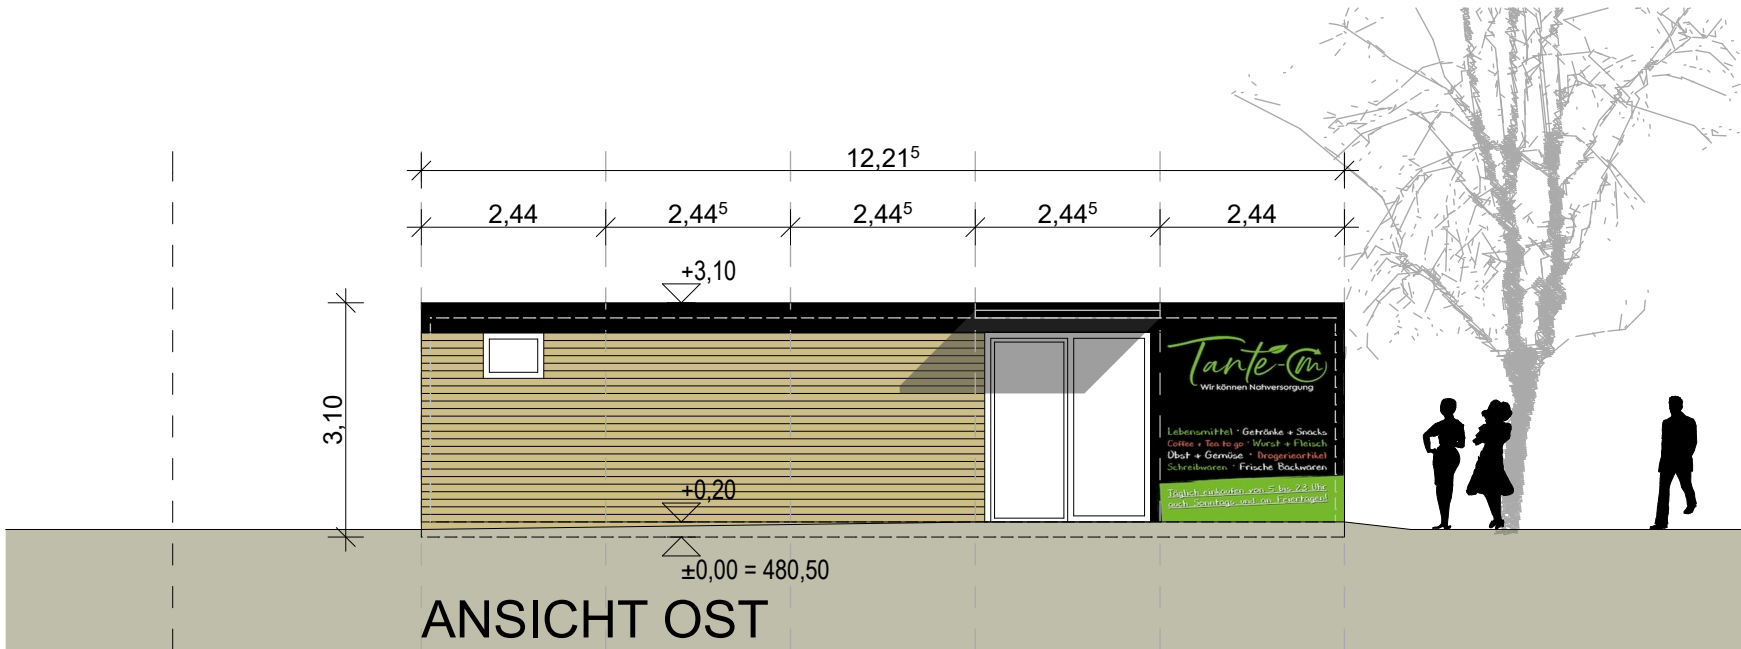 12,21⁵
2,44 2,44⁵ 2,44⁵ 2,44⁵ 2,44
+3,10
3,10
Tante-m
Wir können Nahversorgung
Lebensmittel · Getränke + Snacks
Coffee + Tea to go · Wurst + Fleisch
Obst + Gemüse · Drogerieartikel
Schreibwaren · Frische Backwaren
Täglich einkaufen von 5 bis 23 Uhr
auch Sonntags und an Feiertagen!
+0,20
±0,00 = 480,50
ANSICHT OST